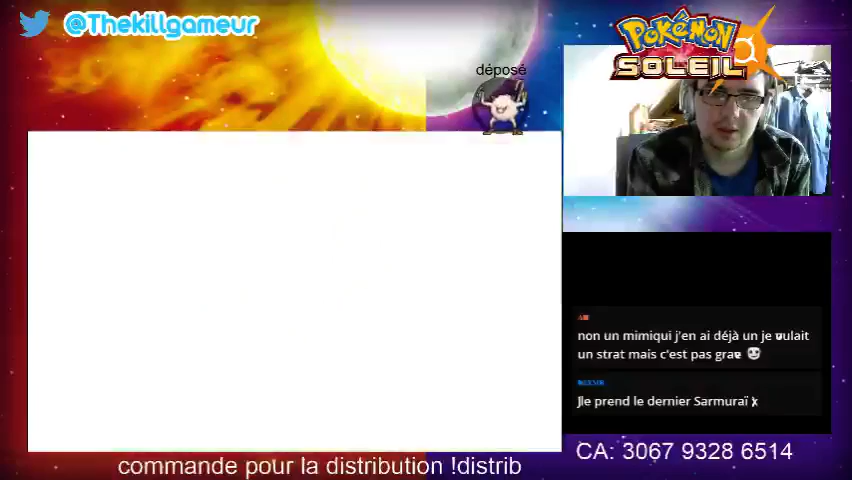 @Thekillgameur
POKéMON
SOLEIL
déposé
non un mimiqui j'en ai déjà un je vulait
un strat mais c'est pas grave
Jle prend le dernier Sarmuraï
CA: 3067 9328 6514
commande pour la distribution !distrib